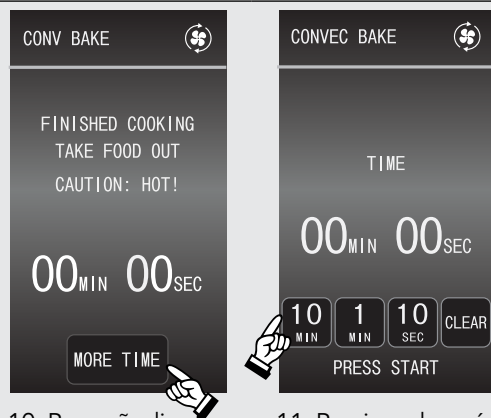 CONV BAKE
FINISHED COOKING
TAKE FOOD OUT
CAUTION: HOT!
00MIN 00SEC
MORE TIME
CONVEC BAKE
TIME
00MIN 00SEC
10 MIN 1 MIN 10 SEC CLEAR
PRESS START